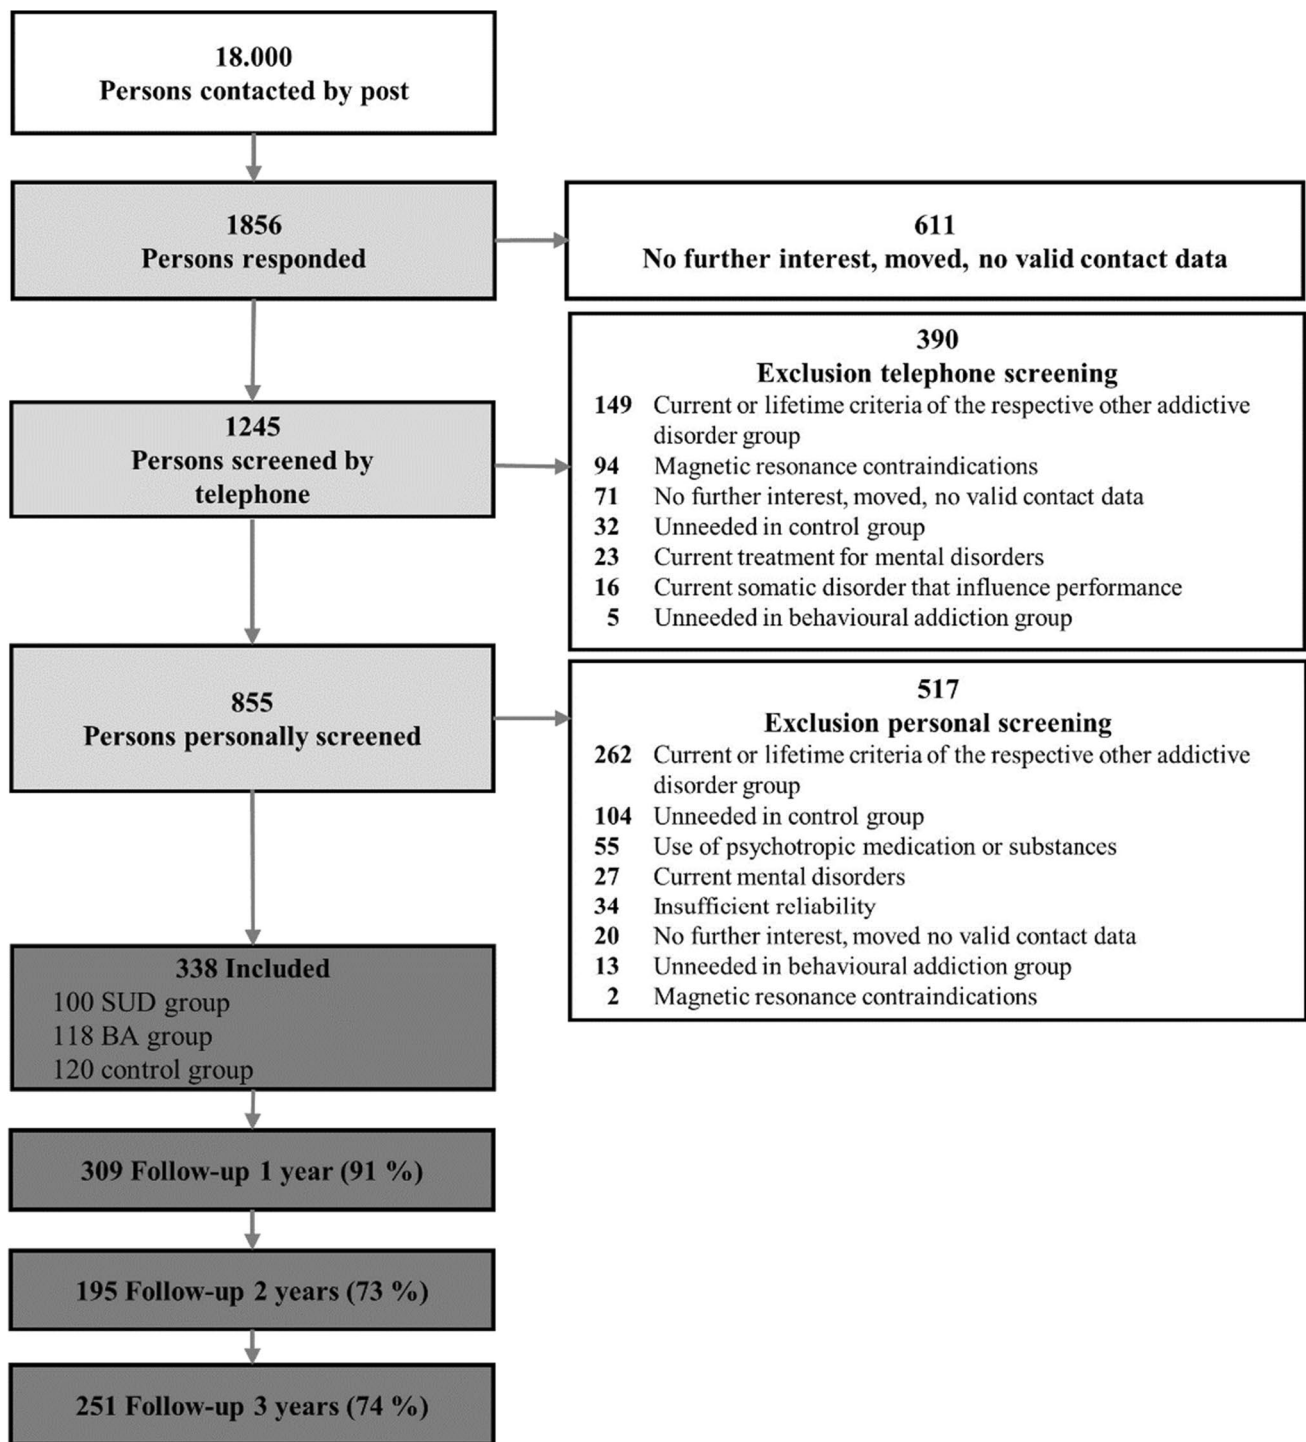 18.000
Persons contacted by post
1856
Persons responded
611
No further interest, moved, no valid contact data
1245
Persons screened by
telephone
390
Exclusion telephone screening
149 Current or lifetime criteria of the respective other addictive
disorder group
94 Magnetic resonance contraindications
71 No further interest, moved, no valid contact data
32 Unneeded in control group
23 Current treatment for mental disorders
16 Current somatic disorder that influence performance
5 Unneeded in behavioural addiction group
855
Persons personally screened
517
Exclusion personal screening
262 Current or lifetime criteria of the respective other addictive
disorder group
104 Unneeded in control group
55 Use of psychotropic medication or substances
27 Current mental disorders
34 Insufficient reliability
20 No further interest, moved no valid contact data
13 Unneeded in behavioural addiction group
2 Magnetic resonance contraindications
338 Included
100 SUD group
118 BA group
120 control group
309 Follow-up 1 year (91 %)
195 Follow-up 2 years (73 %)
251 Follow-up 3 years (74 %)